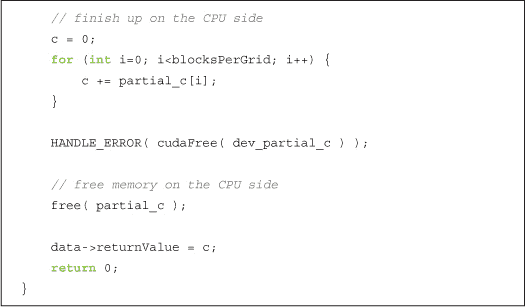 // finish up on the CPU side
c = 0;
for (int i=0; i<blocksPerGrid; i++) {
c += partial_c[i];
}
HANDLE_ERROR( cudaFree( dev_partial_c ) );
// free memory on the CPU side
free( partial_c );
data->returnValue = c;
return 0;
}